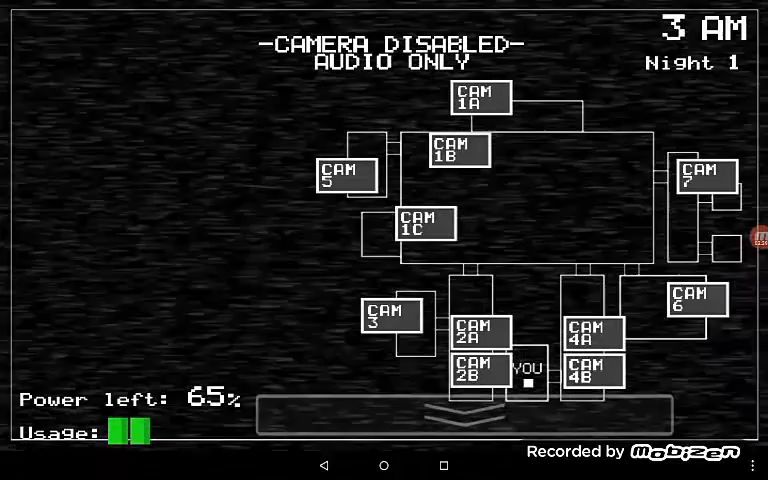 3 AM
-CAMERA DISABLED-
AUDIO ONLY
Night 1
CAM
1A
CAM
1B
CAM
5
CAM
7
CAM
1C
CAM
6
CAM
3
CAM
2A
CAM
4A
CAM
2B
YOU
CAM
4B
Power left: 65%
Usage:
Recorded by Mobizen